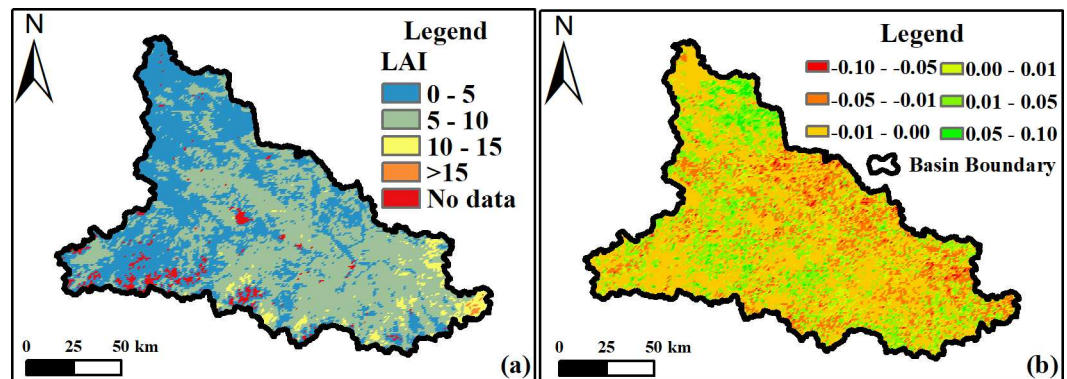 N
Legend
LAI
0 - 5
5 - 10
10 - 15
>15
No data
0 25 50 km
(a)
N
Legend
-0.10 - -0.05 0.00 - 0.01
-0.05 - -0.01 0.01 - 0.05
-0.01 - 0.00 0.05 - 0.10
Basin Boundary
0 25 50 km
(b)